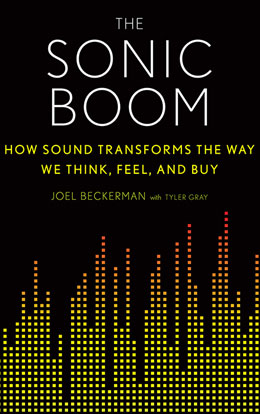 THE
SONIC
BOOM
HOW SOUND TRANSFORMS THE WAY
WE THINK, FEEL, AND BUY
JOEL BECKERMAN with TYLER GRAY